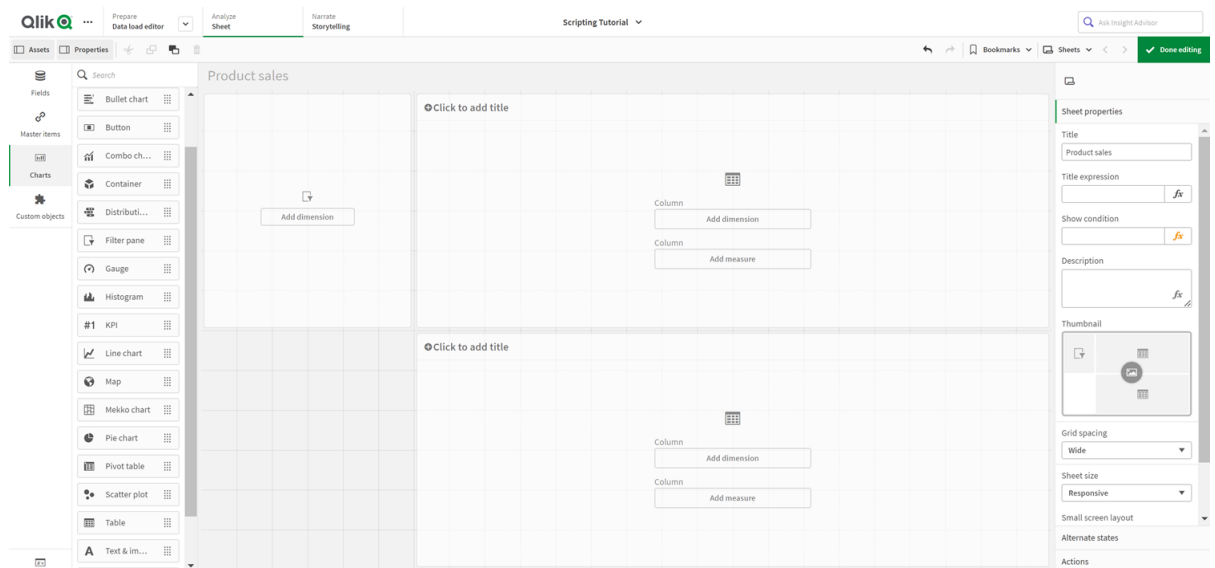 Qlik
Prepare
Data load editor
Analyze
Sheet
Narrate
Storytelling
Scripting Tutorial
Ask Insight Advisor
Assets
Properties
Bookmarks
Sheets
Done editing
Fields
Master items
Charts
Custom objects
Search
Bullet chart
Button
Combo ch...
Container
Distributi...
Filter pane
Gauge
Histogram
#1 KPI
Line chart
Map
Mekko chart
Pie chart
Pivot table
Scatter plot
Table
A Text & im...
Product sales
Add dimension
Click to add title
Column
Add dimension
Column
Add measure
Click to add title
Column
Add dimension
Column
Add measure
Sheet properties
Title
Product sales
Title expression
fx
Show condition
fx
Description
fx
Thumbnail
Grid spacing
Wide
Sheet size
Responsive
Small screen layout
Alternate states
Actions